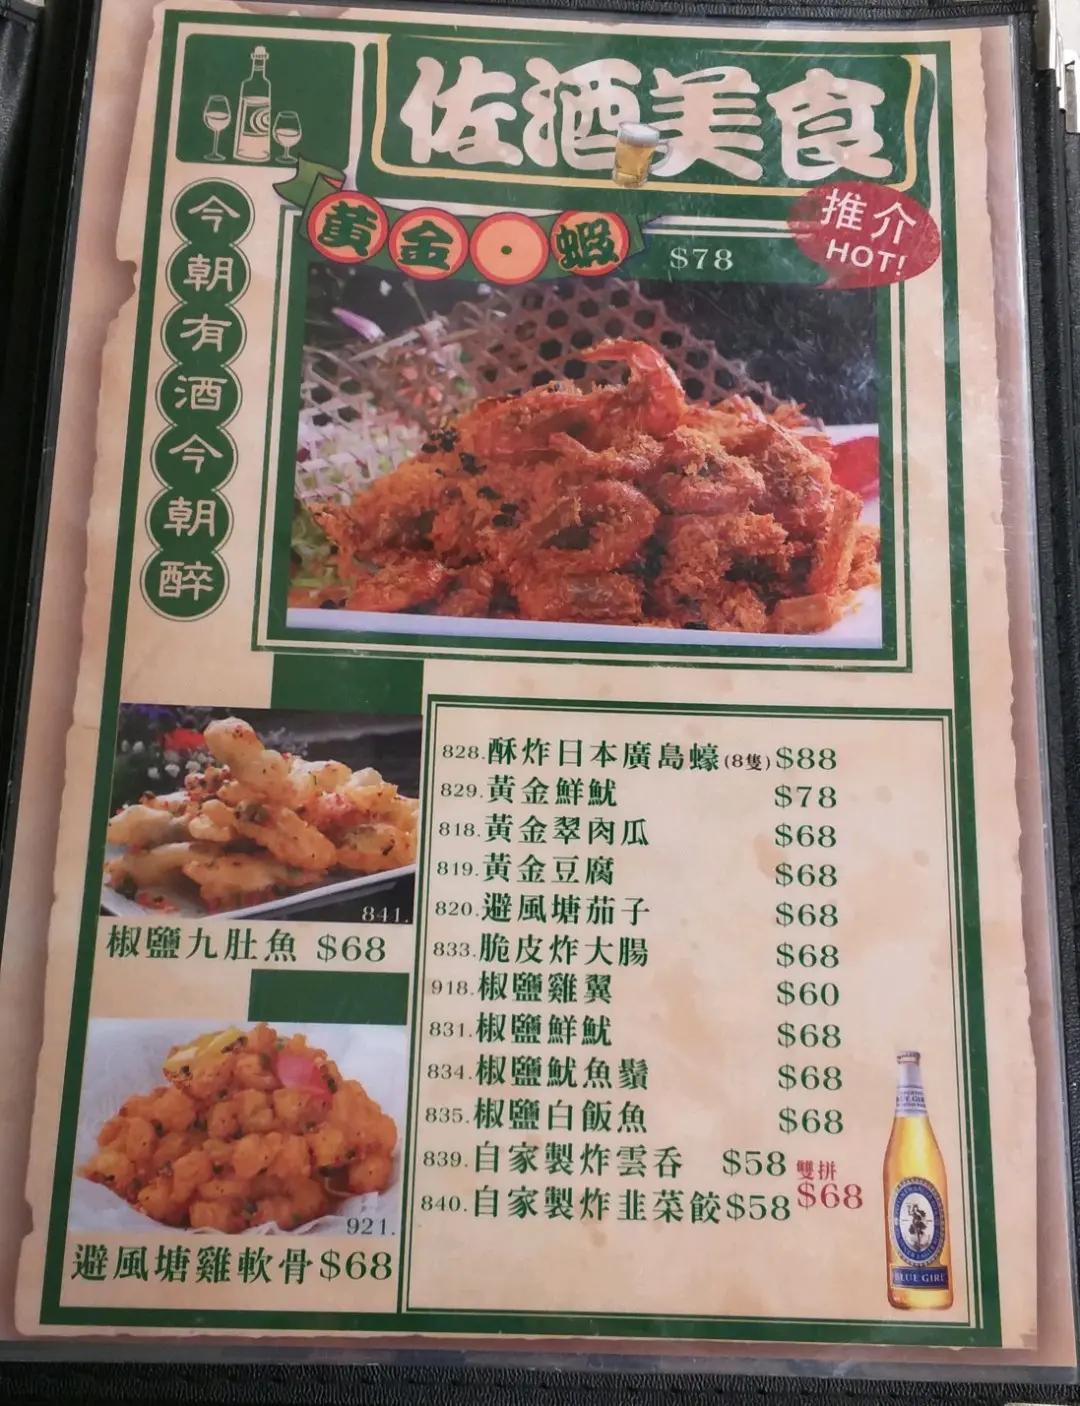 佐酒美食
推介
HOT!
黃金·蝦
$78
今朝有酒今朝醉
841.
椒鹽九肚魚 $68
921.
避風塘雞軟骨$68
828.酥炸日本廣島蠔(8隻)$88
829.黃金鮮魷 $78
818.黃金翠肉瓜 $68
819.黃金豆腐 $68
820.避風塘茄子 $68
833.脆皮炸大腸 $68
918.椒鹽雞翼 $60
831.椒鹽鮮魷 $68
834.椒鹽魷魚鬚 $68
835.椒鹽白飯魚 $68
839.自家製炸雲吞 $58
840.自家製炸韭菜餃$58
雙拼
$68
BLUE GIRL